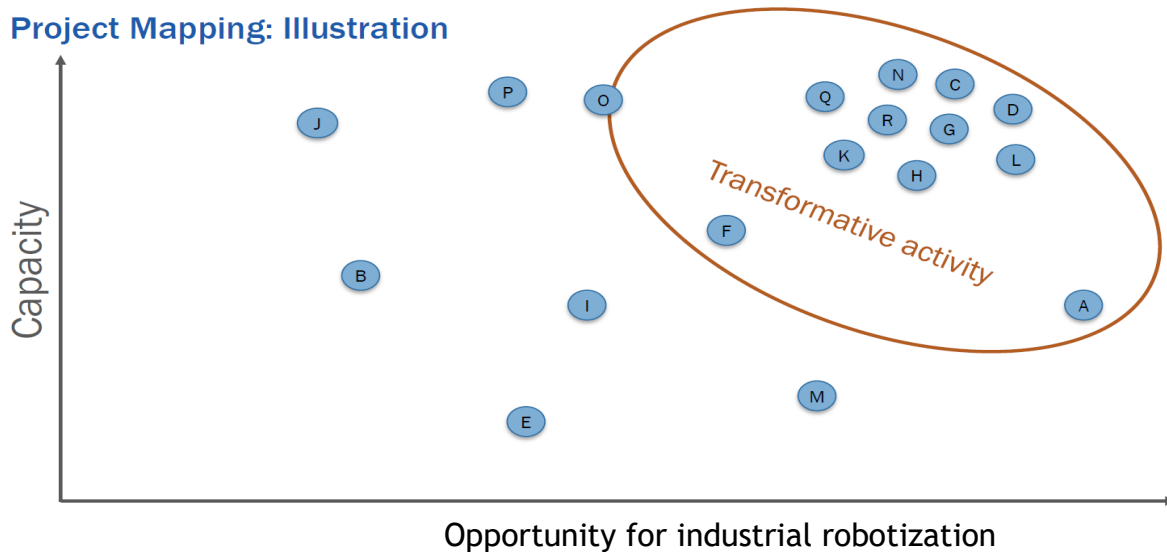 Project Mapping: Illustration
N
C
P
Q
O
D
J
R
G
K
L
H
Transformative activity
F
Capacity
B
I
A
M
E
Opportunity for industrial robotization